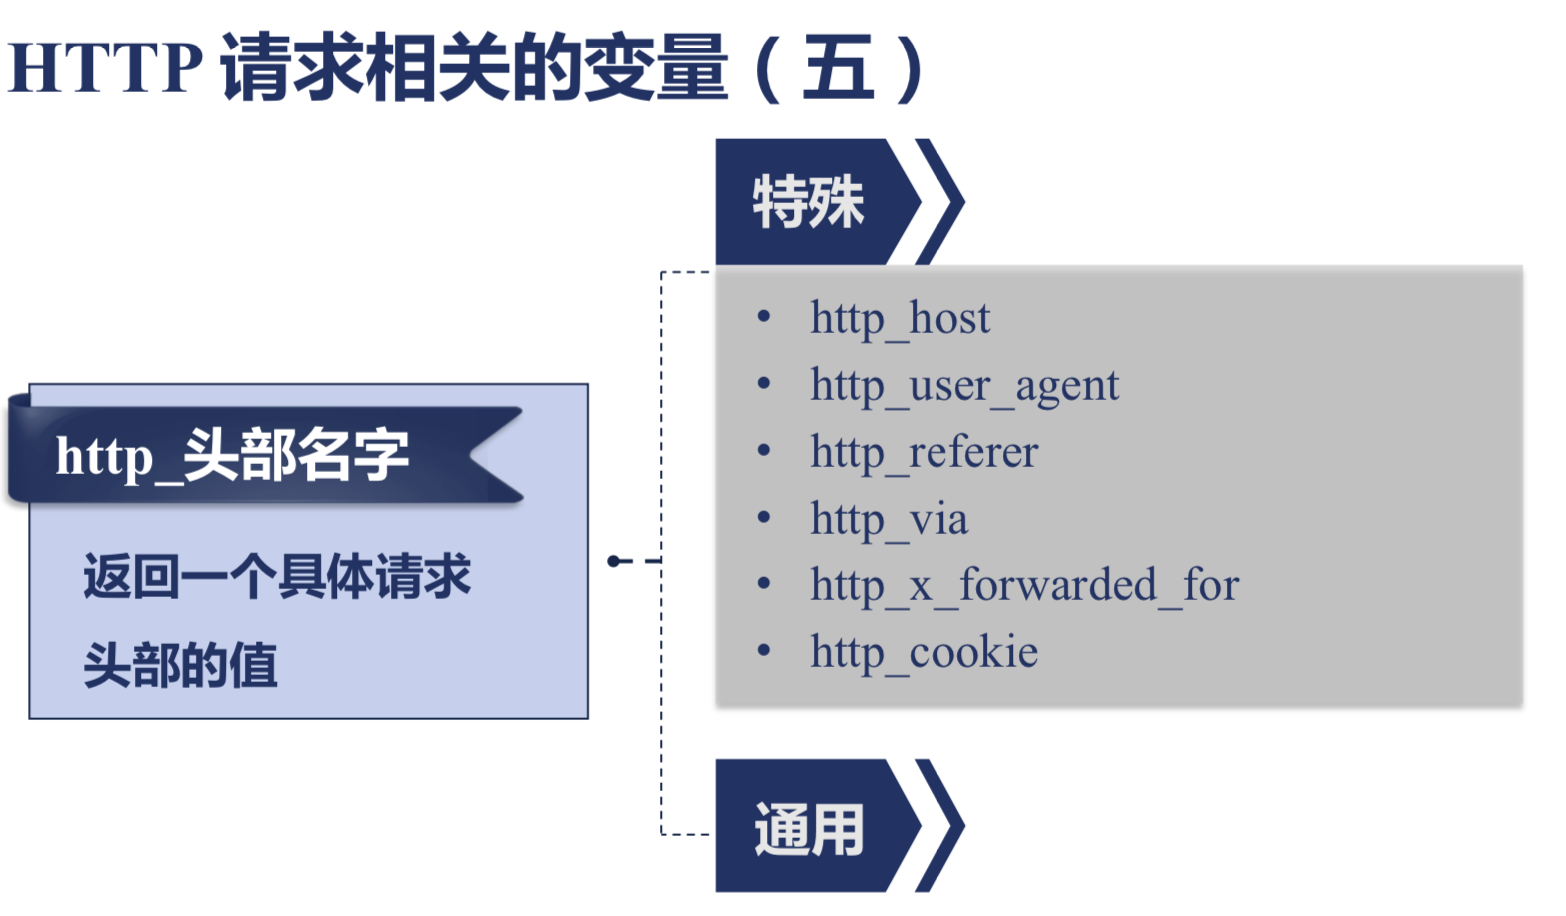 HTTP 请求相关的变量（五）
http_头部名字
返回一个具体请求
头部的值
特殊
• http_host
• http_user_agent
• http_referer
• http_via
• http_x_forwarded_for
• http_cookie
通用